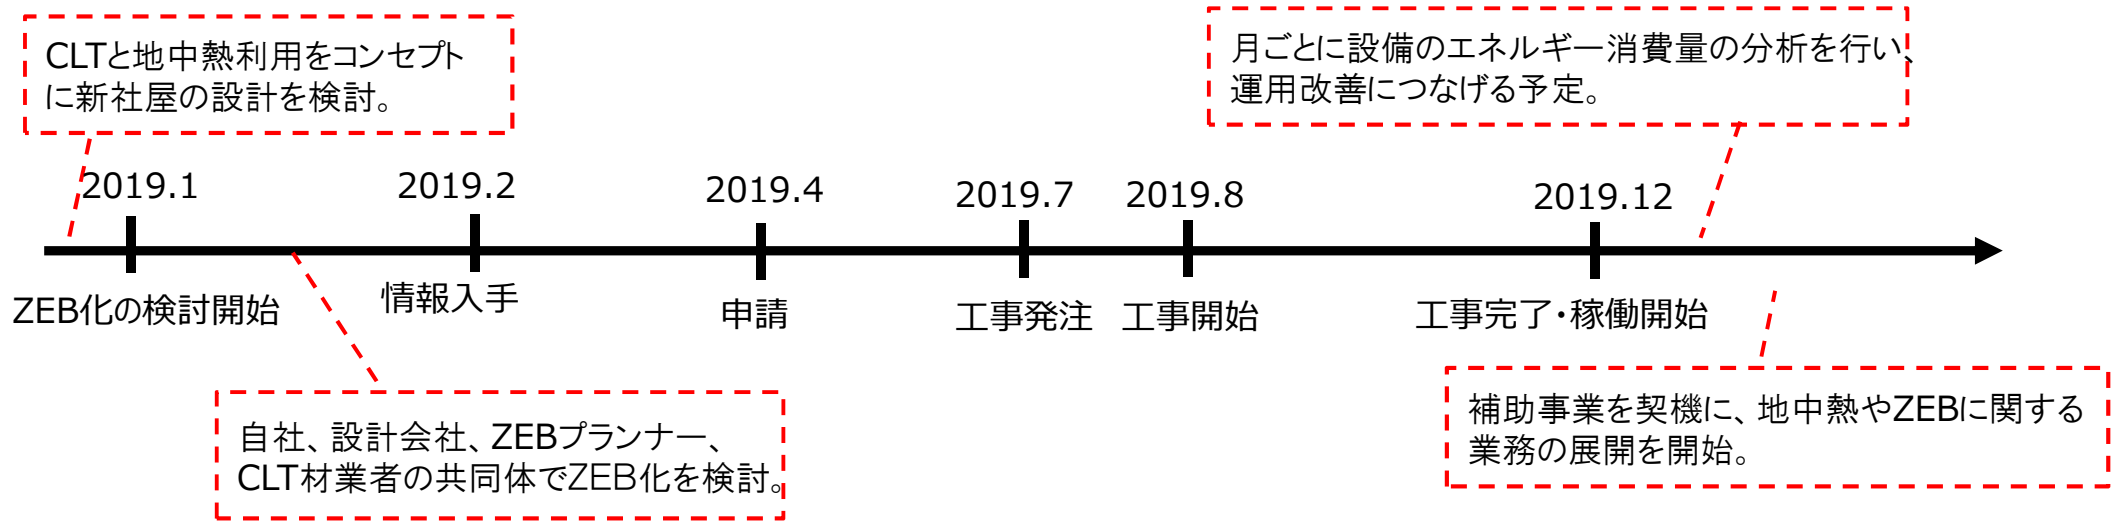 CLTと地中熱利用をコンセプト
に新社屋の設計を検討。
月ごとに設備のエネルギー消費量の分析を行い、
運用改善につなげる予定。
2019.1
2019.2
2019.4
2019.7
2019.8
2019.12
ZEB化の検討開始
情報入手
申請
工事発注
工事開始
工事完了・稼働開始
自社、設計会社、ZEBプランナー、
CLT材業者の共同体でZEB化を検討。
補助事業を契機に、地中熱やZEBに関する
業務の展開を開始。